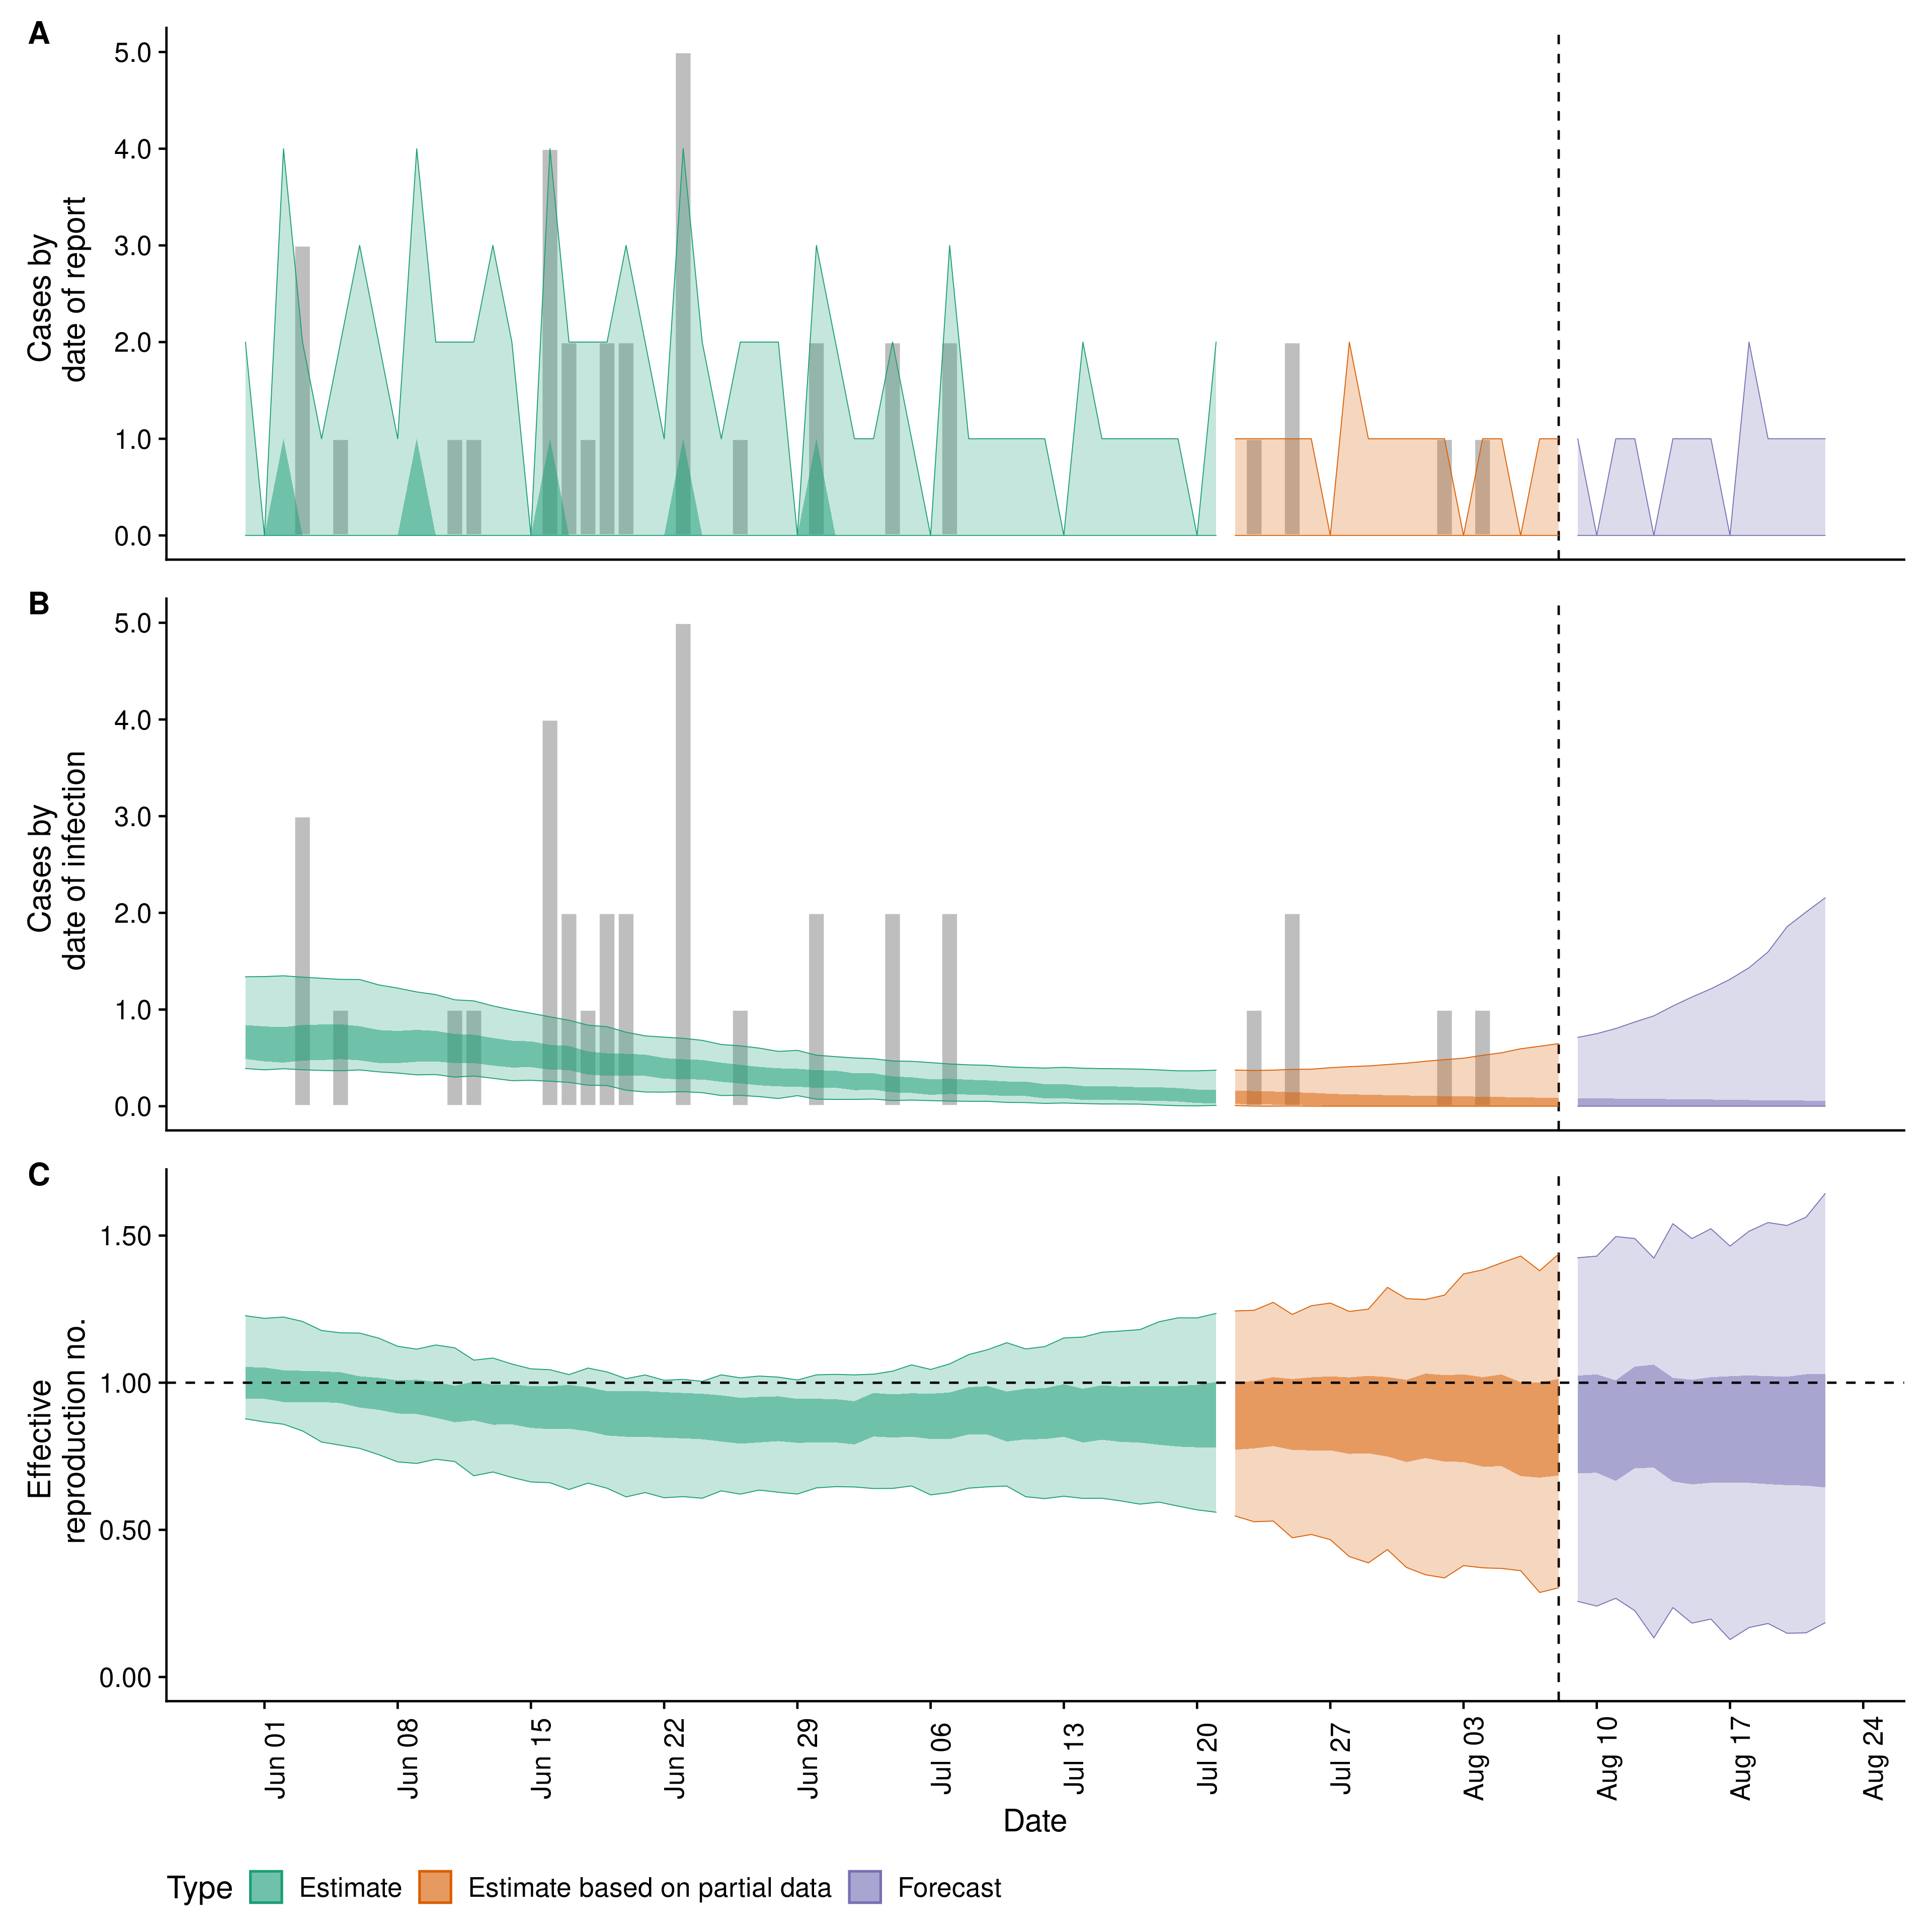 A
5.0
4.0
3.0
2.0
1.0
0.0
Cases by
date of report
B
5.0
4.0
3.0
2.0
1.0
0.0
Cases by
date of infection
C
1.50
1.00
0.50
0.00
Effective
reproduction no.
Jun 01
Jun 08
Jun 15
Jun 22
Jun 29
Jul 06
Jul 13
Jul 20
Jul 27
Aug 03
Aug 10
Aug 17
Aug 24
Date
Type Estimate Estimate based on partial data Forecast